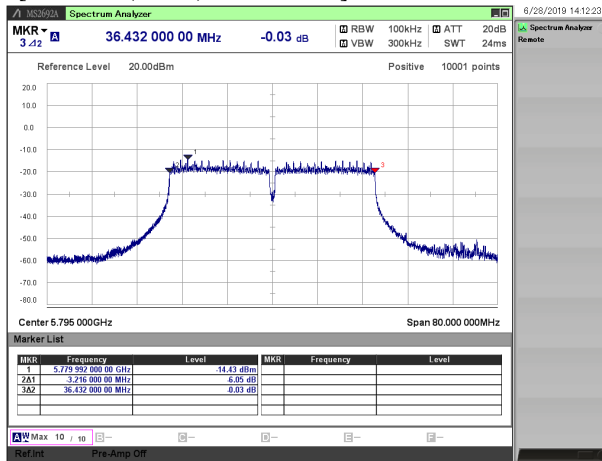 MS2692A Spectrum Analyzer
6/28/2019 14:12:23
MKR 36.432 000 00 MHz -0.03 dB
3 Δ2
A RBW 100kHz A ATT 20dB
A VBW 300kHz SWT 24ms
Spectrum Analyzer
Remote
Reference Level 20.00dBm Positive 10001 points
20.0
10.0
0.0
-10.0
-20.0
-30.0
-40.0
-50.0
-60.0
-70.0
-80.0
1
3
Center 5.795 000GHz Span 80.000 000MHz
Marker List
MKR Frequency Level MKR Frequency Level
1 5.779 992 000 00 GHz -14.43 dBm
2Δ1 -3.216 000 00 MHz -6.05 dB
3Δ2 36.432 000 00 MHz -0.03 dB
A W Max 10 / 10 B— C— D— E— F—
Ref.Int Pre-Amp Off